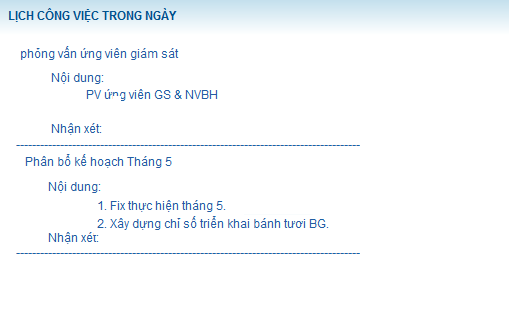 LỊCH CÔNG VIỆC TRONG NGÀY
phỏng vấn ứng viên giám sát
Nội dung:
PV ứng viên GS & NVBH
Nhận xét:
Phân bổ kế hoạch Tháng 5
Nội dung:
1. Fix thực hiện tháng 5.
2. Xây dựng chỉ số triển khai bánh tươi BG.
Nhận xét: